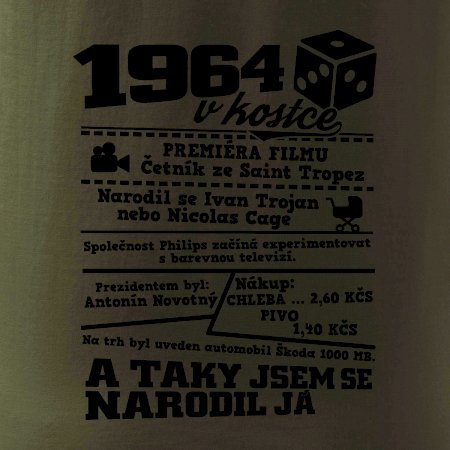 1964
v kostce
PREMIÉRA FILMU
Četník ze Saint Tropez
Narodil se Ivan Trojan
nebo Nicolas Cage
Společnost Philips začíná experimentovat
s barevnou televizí.
Prezidentem byl:
Antonín Novotný
Nákup:
CHLEBA ... 2,60 KČS
PIVO
1,40 KČS
Na trh byl uveden automobil Škoda 1000 MB.
A TAKY JSEM SE
NARODIL JÁ